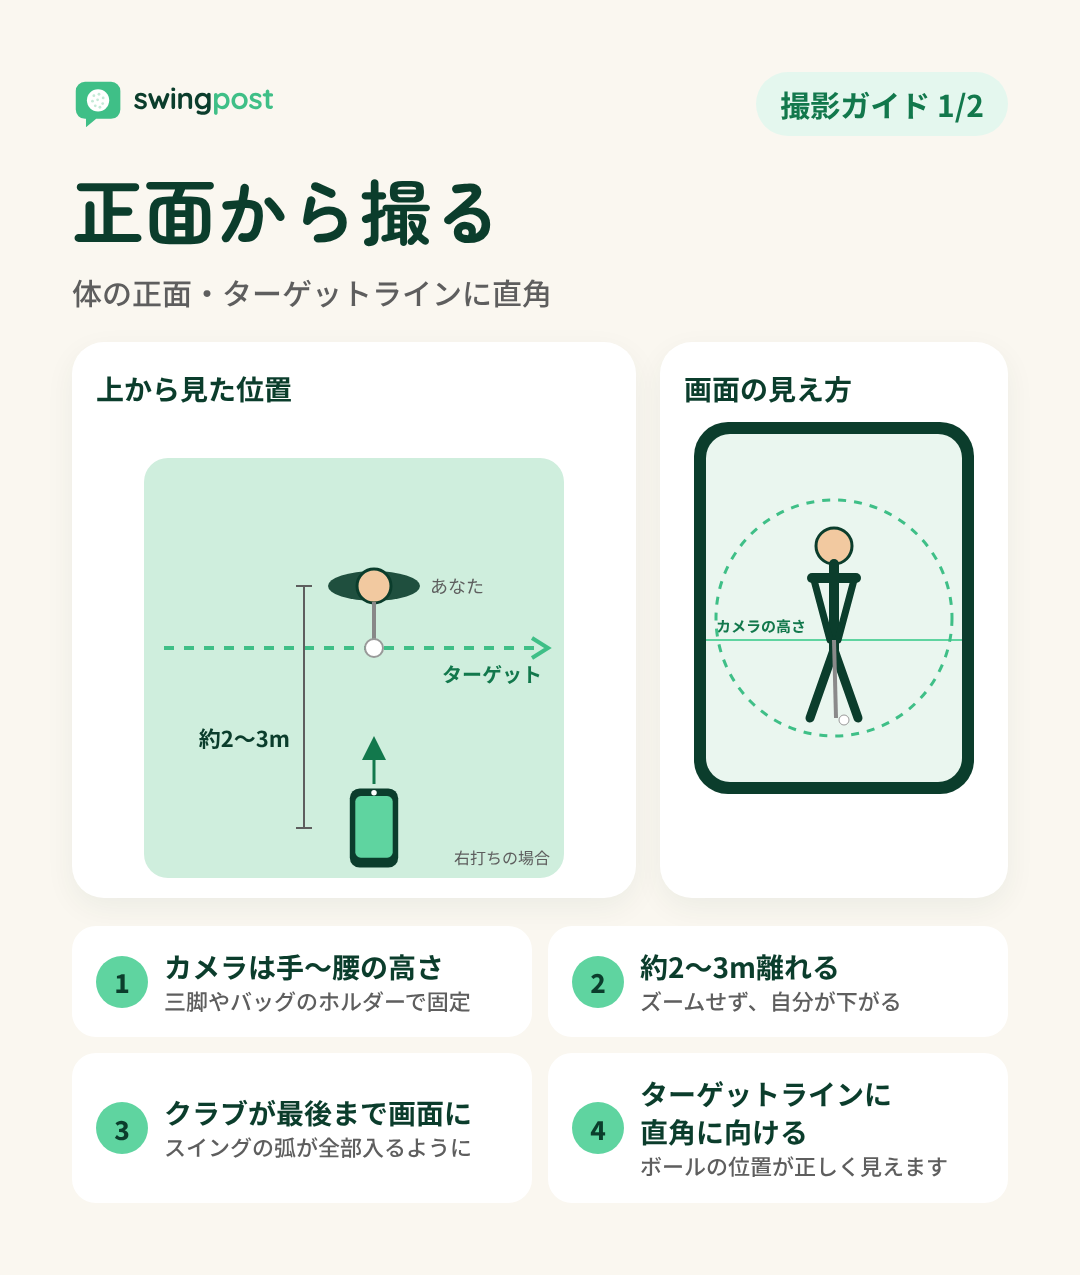 swingpost
撮影ガイド 1/2
正面から撮る
体の正面・ターゲットラインに直角
上から見た位置
あなた
ターゲット
約2〜3m
右打ちの場合
画面の見え方
カメラの高さ
1
カメラは手〜腰の高さ
三脚やバッグのホルダーで固定
2
約2〜3m離れる
ズームせず、自分が下がる
3
クラブが最後まで画面に
スイングの弧が全部入るように
4
ターゲットラインに
直角に向ける
ボールの位置が正しく見えます